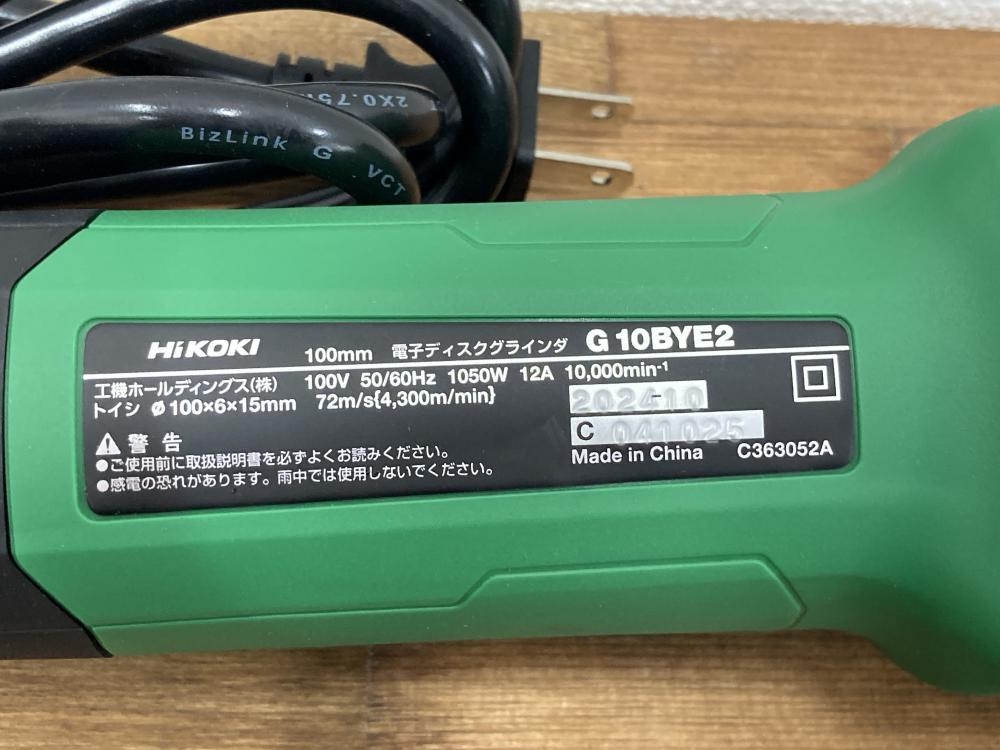 2X0.75
BizLink G VCT
HiKOKI 100mm 電子ディスクグラインダ G 10BYE2
工機ホールディングス(株) 100V 50/60Hz 1050W 12A 10,000min-1
トイシ ø100×6×15mm 72m/s{4,300m/min}
202410
C 041025
警告
●ご使用前に取扱説明書を必ずよくお読みください。
●感電の恐れがあります。雨中では使用しないでください。
Made in China C363052A